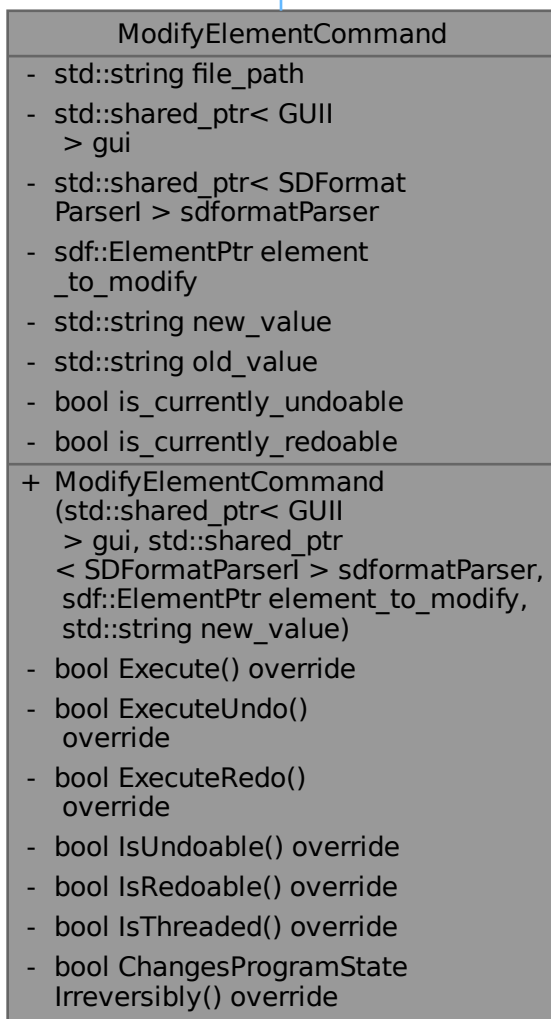 ModifyElementCommand
- std::string file_path
- std::shared_ptr< GUII
> gui
- std::shared_ptr< SDFormat
ParserI > sdformatParser
- sdf::ElementPtr element
_to_modify
- std::string new_value
- std::string old_value
- bool is_currently_undoable
- bool is_currently_redoable
+ ModifyElementCommand
(std::shared_ptr< GUII
> gui, std::shared_ptr
< SDFormatParserI > sdformatParser,
sdf::ElementPtr element_to_modify,
std::string new_value)
- bool Execute() override
- bool ExecuteUndo()
override
- bool ExecuteRedo()
override
- bool IsUndoable() override
- bool IsRedoable() override
- bool IsThreaded() override
- bool ChangesProgramState
Irreversibly() override